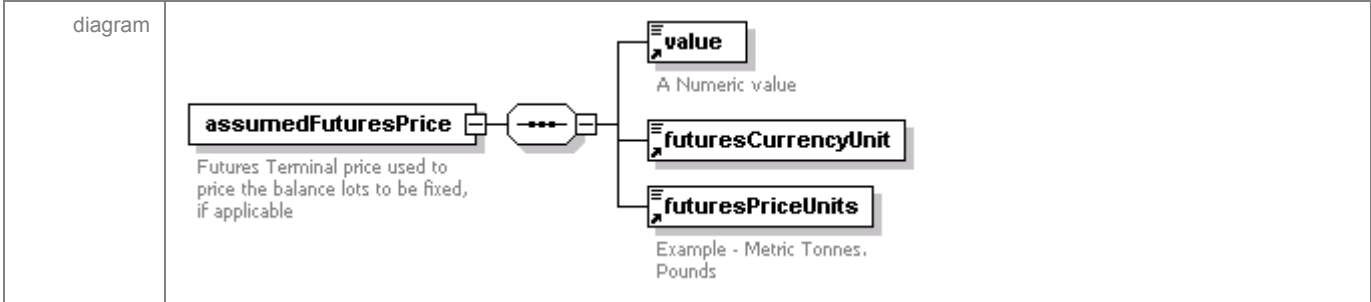 diagram
value
A Numeric value
assumedFuturesPrice
Futures Terminal price used to
price the balance lots to be fixed,
if applicable
futuresCurrencyUnit
futuresPriceUnits
Example - Metric Tonnes.
Pounds